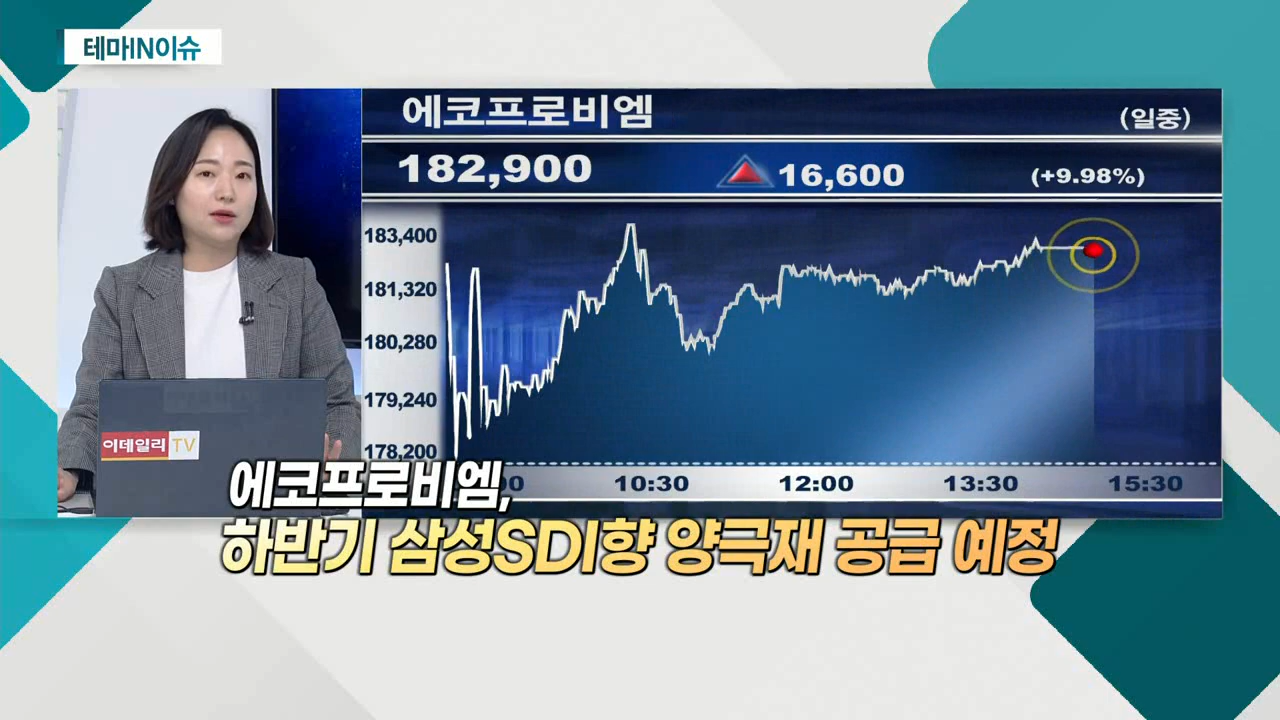 테마IN이슈
에코프로비엠 (일중)
182,900 ▲ 16,600 (+9.98%)
183,400
181,320
180,280
179,240
178,200
10:30 12:00 13:30 15:30
이데일리 TV
에코프로비엠,
하반기 삼성SDI향 양극재 공급 예정